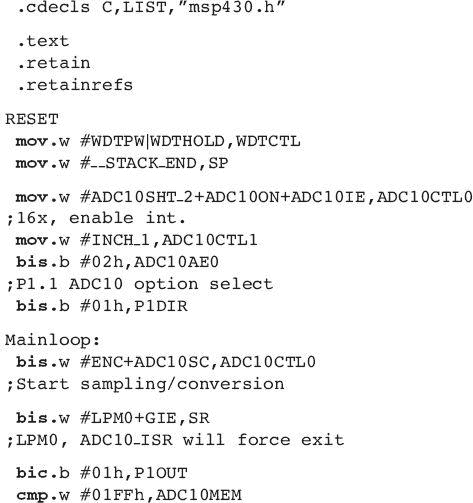 .cdecls C,LIST,”msp430.h”
.text
.retain
.retainrefs
RESET
mov.w #WDTPW|WDTHOLD,WDTCTL
mov.w #__STACK_END,SP
mov.w #ADC10SHT_2+ADC10ON+ADC10IE,ADC10CTL0
;16x, enable int.
mov.w #INCH_1,ADC10CTL1
bis.b #02h,ADC10AE0
;P1.1 ADC10 option select
bis.b #01h,P1DIR
Mainloop:
bis.w #ENC+ADC10SC,ADC10CTL0
;Start sampling/conversion
bis.w #LPM0+GIE,SR
;LPM0, ADC10_ISR will force exit
bic.b #01h,P1OUT
cmp.w #01FFh,ADC10MEM